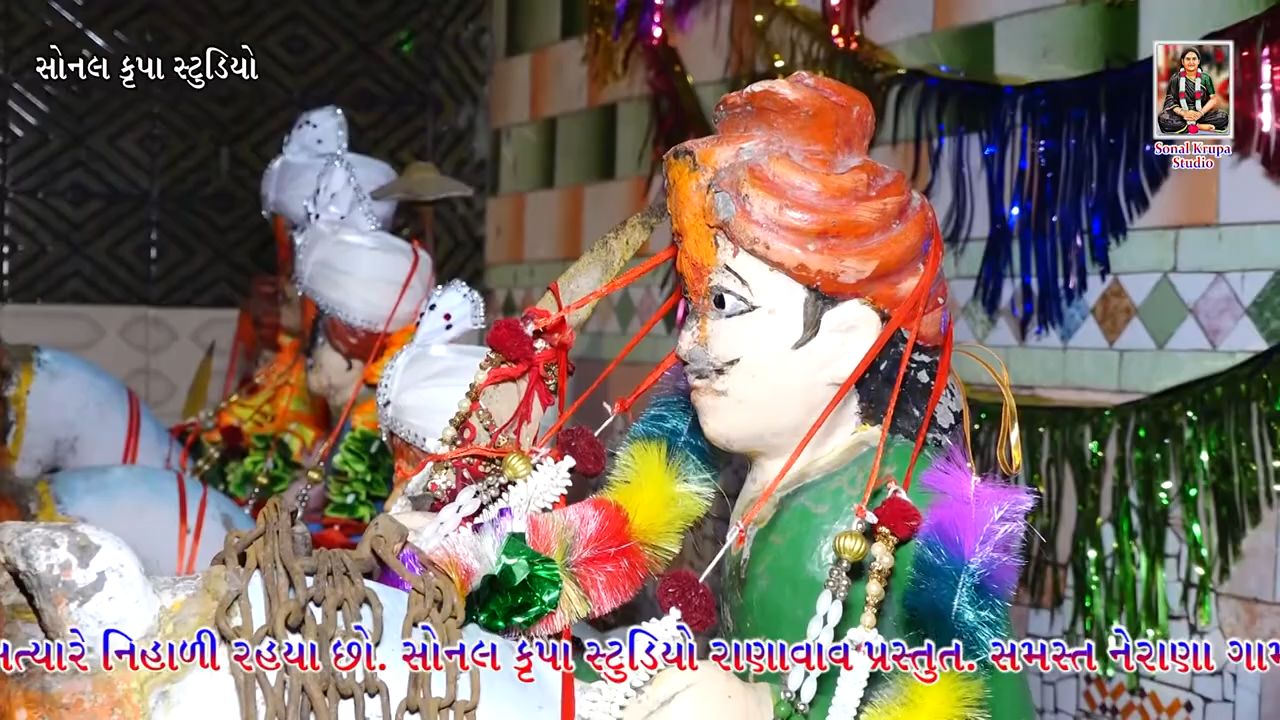 સોનલ કૃપા સ્ટુડિયો
Sonal Krupa
Studio
નિહાળી રહયા છો. સોનલ કૃપા સ્ટુડિયો રાણાવાવ પ્રસ્તુત. સમસ્ત નેરાણા